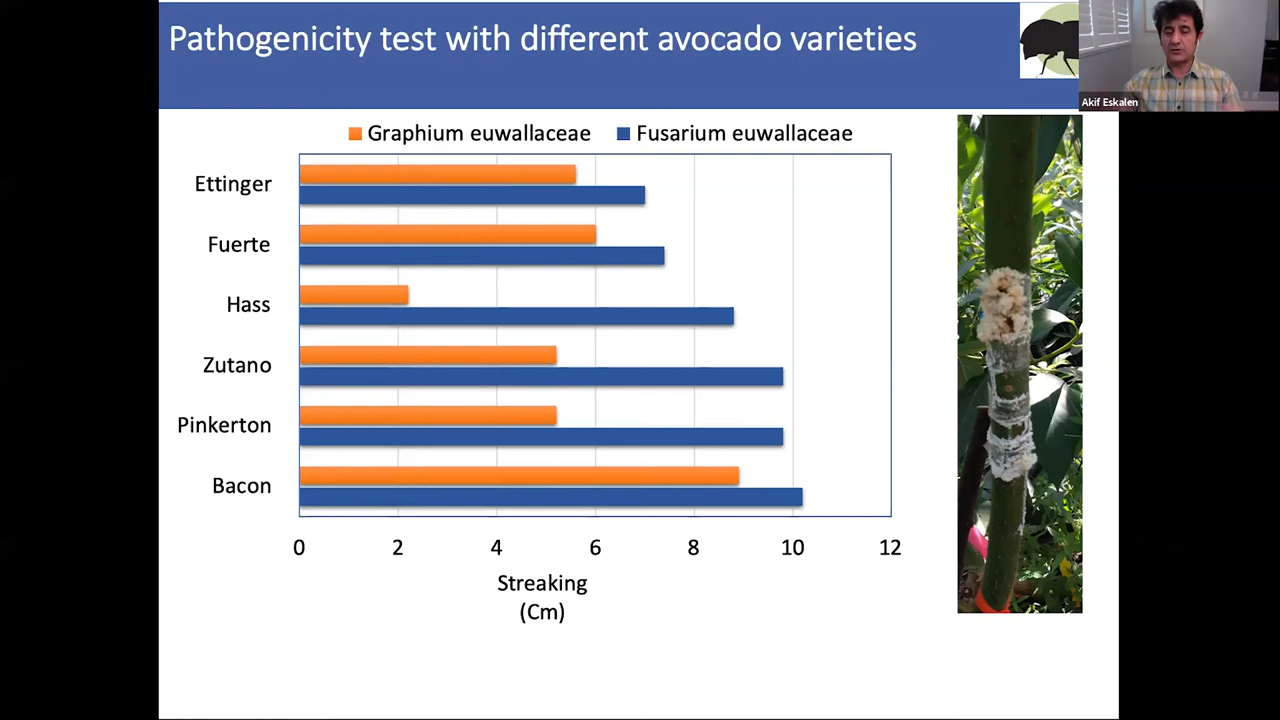 Pathogenicity test with different avocado varieties
Akif Eskalen
Graphium euwallaceae Fusarium euwallaceae
Ettinger
Fuerte
Hass
Zutano
Pinkerton
Bacon
0 2 4 6 8 10 12
Streaking
(Cm)